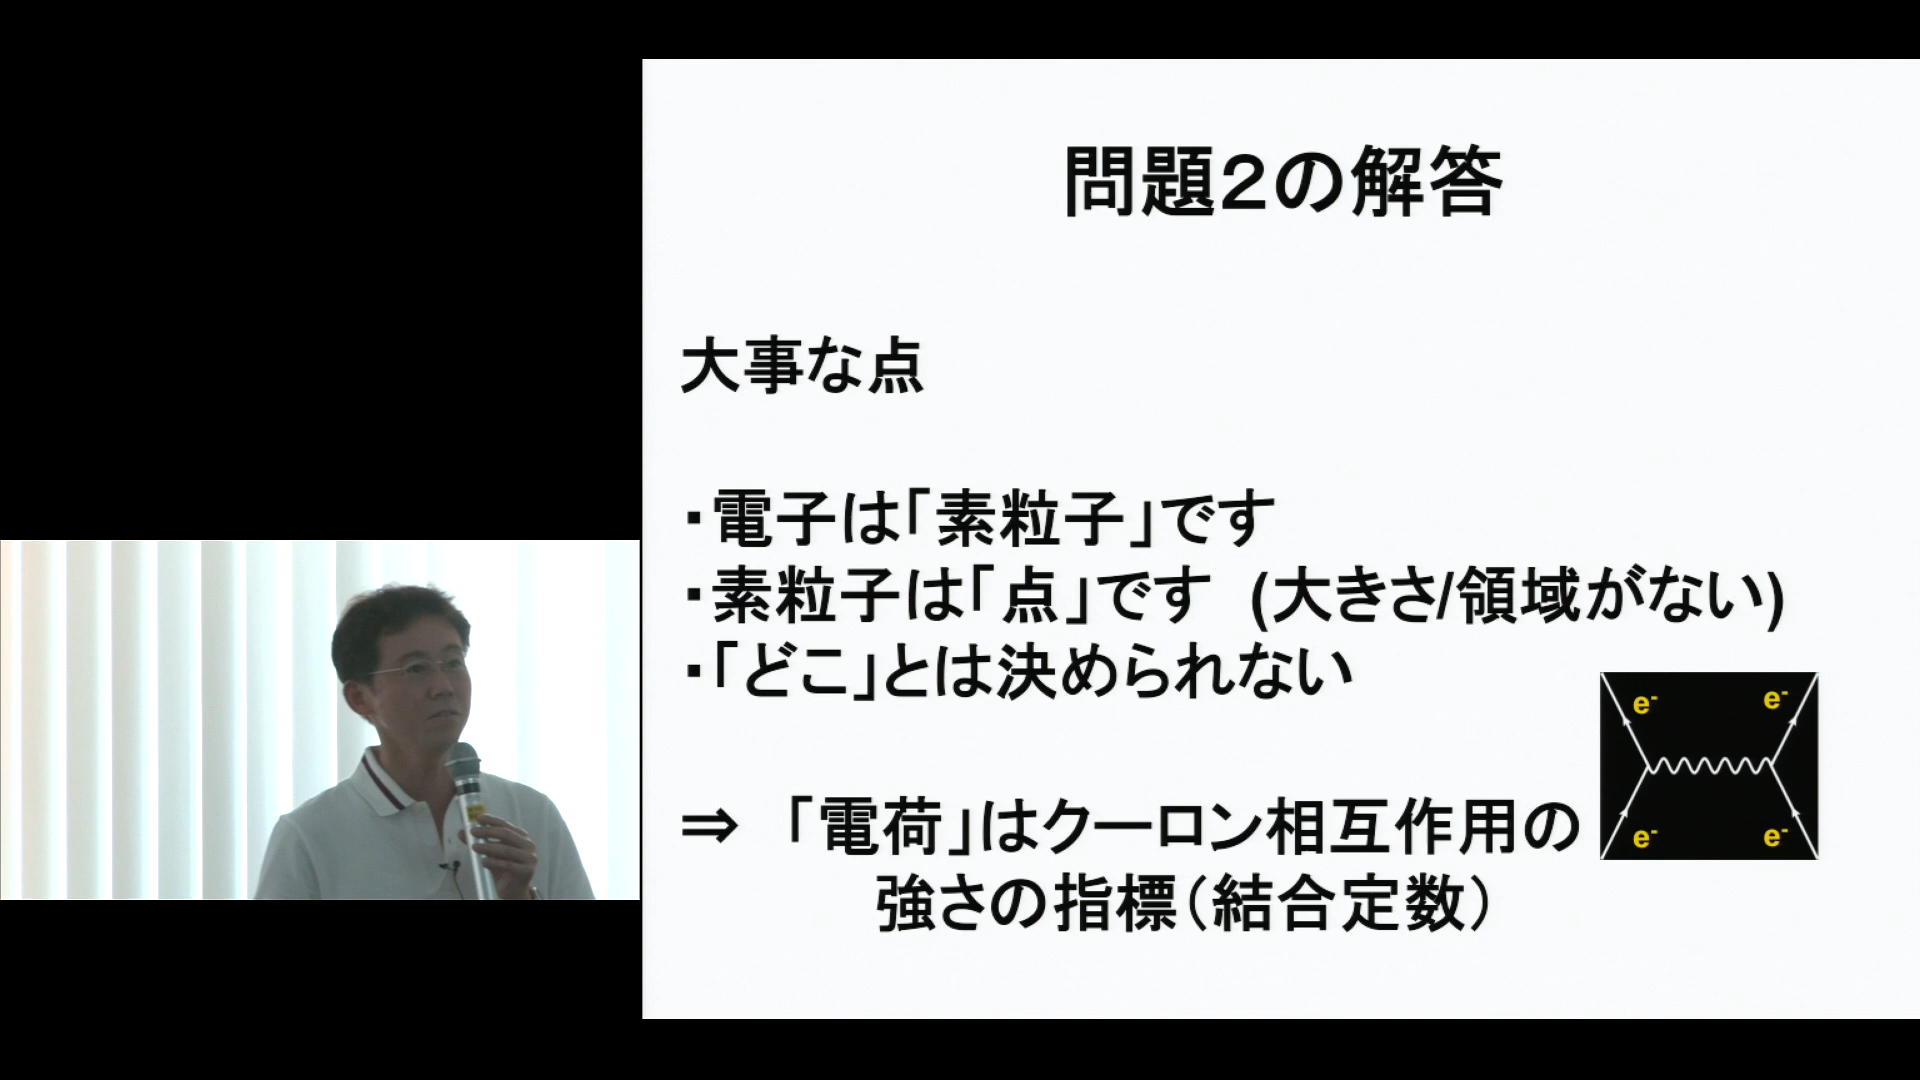 問題２の解答
大事な点
・電子は「素粒子」です
・素粒子は「点」です (大きさ/領域がない)
・「どこ」とは決められない
⇒ 「電荷」はクーロン相互作用の
強さの指標（結合定数）
e- e-
e- e-